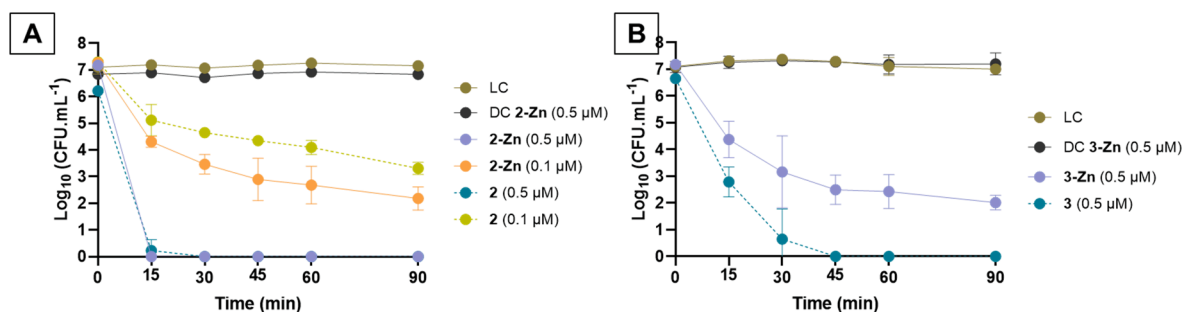 A
Log10 (CFU.mL-1)
8
7
6
5
4
3
2
1
0
0 15 30 45 60 90
Time (min)
LC
DC 2-Zn (0.5 µM)
2-Zn (0.5 µM)
2-Zn (0.1 µM)
2 (0.5 µM)
2 (0.1 µM)
B
Log10 (CFU.mL-1)
8
7
6
5
4
3
2
1
0
0 15 30 45 60 90
Time (min)
LC
DC 3-Zn (0.5 µM)
3-Zn (0.5 µM)
3 (0.5 µM)